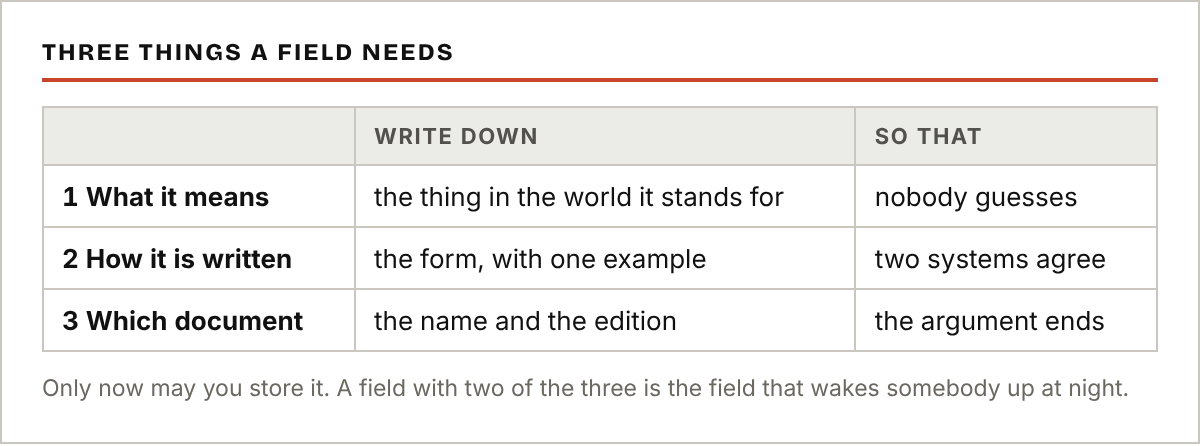 THREE THINGS A FIELD NEEDS
WRITE DOWN SO THAT
1 What it means the thing in the world it stands for nobody guesses
2 How it is written the form, with one example two systems agree
3 Which document the name and the edition the argument ends
Only now may you store it. A field with two of the three is the field that wakes somebody up at night.